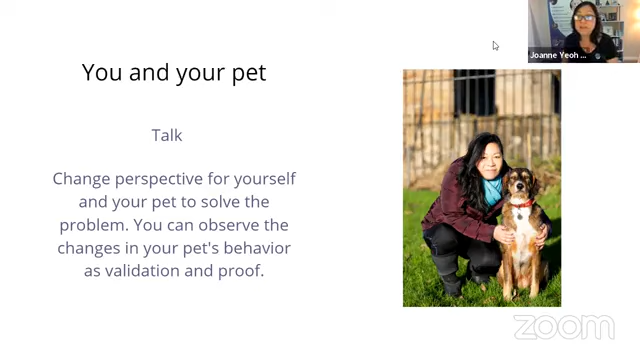 You and your pet
Talk
Change perspective for yourself
and your pet to solve the
problem. You can observe the
changes in your pet's behavior
as validation and proof.
Joanne Yeoh ...
zoom